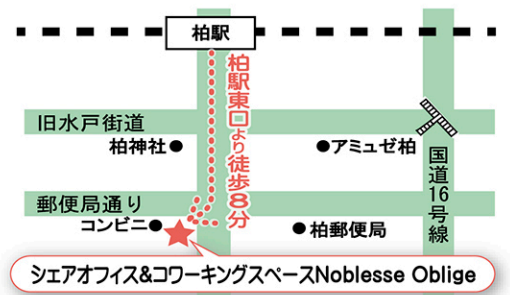 柏駅
柏駅東口より徒歩8分
旧水戸街道
柏神社
アミュゼ柏
国道16号線
郵便局通り
コンビニ
柏郵便局
シェアオフィス&コワーキングスペースNoblesse Oblige